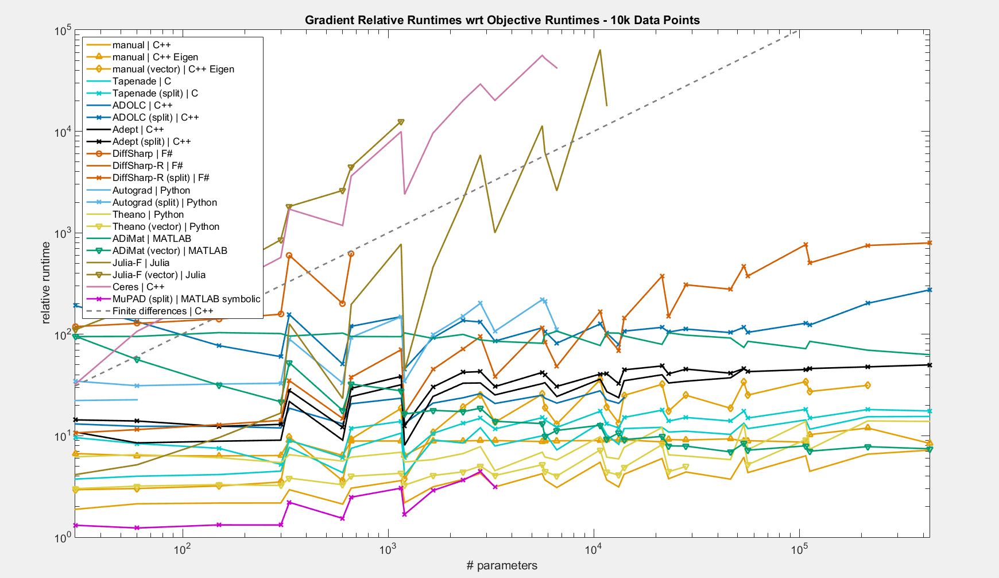 Gradient Relative Runtimes wrt Objective Runtimes - 10k Data Points
10^5
10^4
10^3
10^2
10^1
10^0
relative runtime
manual | C++
manual | C++ Eigen
manual (vector) | C++ Eigen
Tapenade | C
Tapenade (split) | C
ADOLC | C++
ADOLC (split) | C++
Adept | C++
Adept (split) | C++
DiffSharp | F#
DiffSharp-R | F#
DiffSharp-R (split) | F#
Autograd | Python
Autograd (split) | Python
Theano | Python
Theano (vector) | Python
ADiMat | MATLAB
ADiMat (vector) | MATLAB
Julia-F | Julia
Julia-F (vector) | Julia
Ceres | C++
MuPAD (split) | MATLAB symbolic
Finite differences | C++
10^2 10^3 10^4 10^5
# parameters